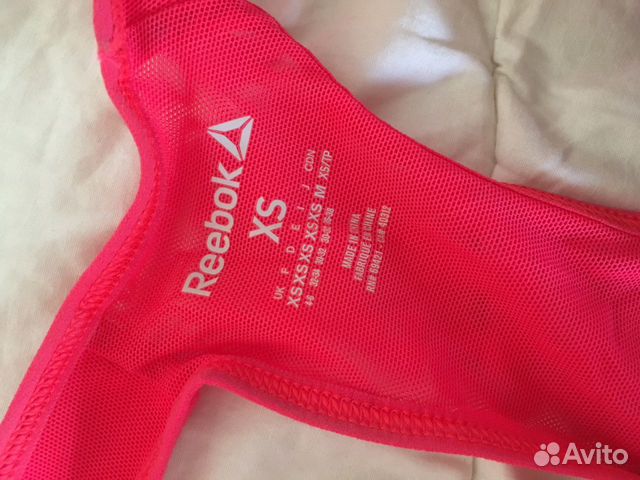 Reebok
XS
UK F D E I J CDN
XS XS XS XS XS M XS/TP
MADE IN CHINA
FABRIQUÉ EN CHINE
Avito